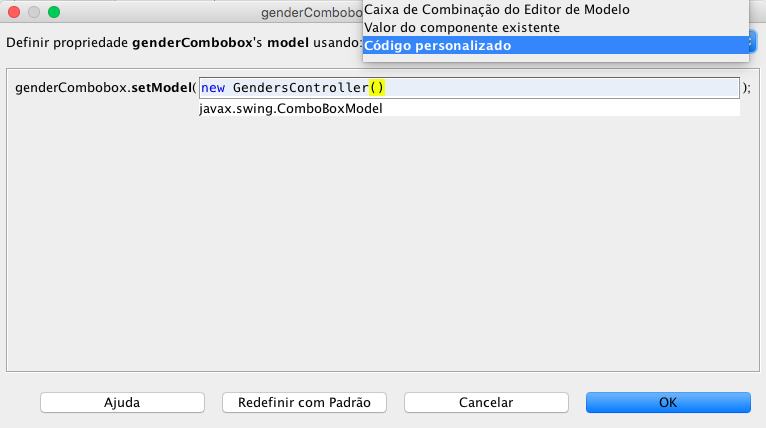 genderCombobo
Caixa de Combinação do Editor de Modelo
Valor do componente existente
Código personalizado
Definir propriedade genderCombobox's model usando:
genderCombobox.setModel( new GendersController() );
javax.swing.ComboBoxModel
Ajuda
Redefinir com Padrão
Cancelar
OK